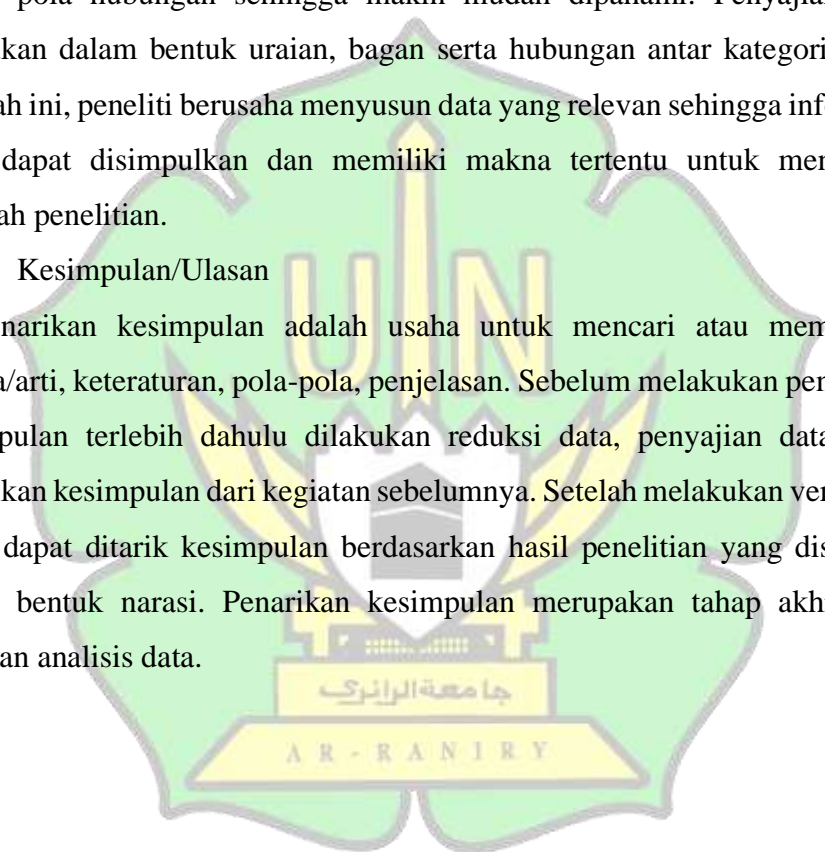 pola hubungan sehingga makin mudah dipahami. Penyajian
kan dalam bentuk uraian, bagan serta hubungan antar kategori
ah ini, peneliti berusaha menyusun data yang relevan sehingga inf
dapat disimpulkan dan memiliki makna tertentu untuk men
ah penelitian.
Kesimpulan/Ulasan
narikan kesimpulan adalah usaha untuk mencari atau mem
a/arti, keteraturan, pola-pola, penjelasan. Sebelum melakukan pen
pulan terlebih dahulu dilakukan reduksi data, penyajian data
kan kesimpulan dari kegiatan sebelumnya. Setelah melakukan ver
dapat ditarik kesimpulan berdasarkan hasil penelitian yang dis
bentuk narasi. Penarikan kesimpulan merupakan tahap akh
an analisis data.
UIN
جامعةالرانري
AR-RANIRY